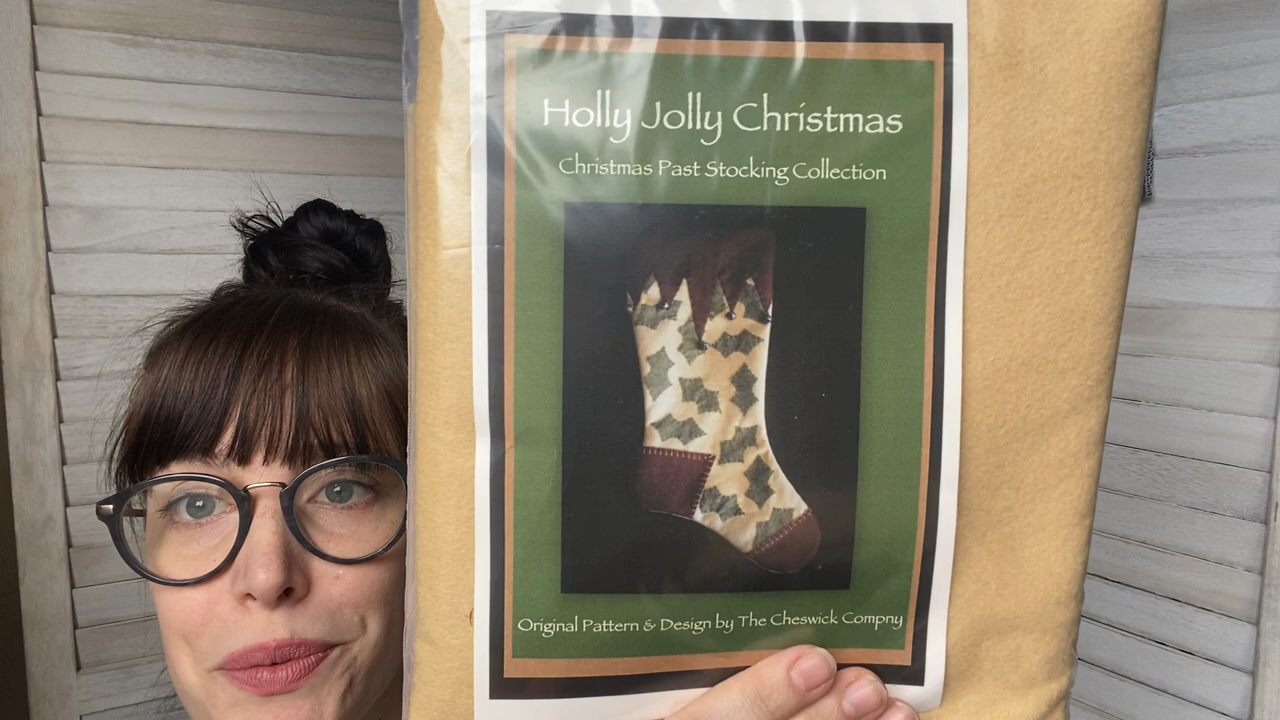 Holly Jolly Christmas
Christmas Past Stocking Collection
Original Pattern & Design by The Cheswick Compny